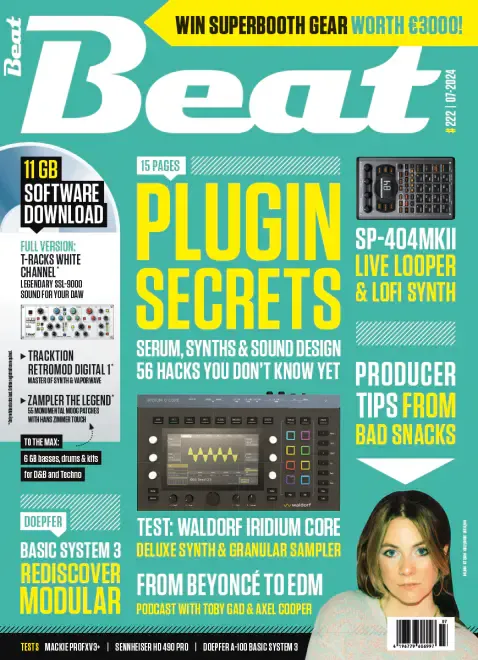 WIN SUPERBOOTH GEAR WORTH €3000!
Beat
Beat
#222 | 07-2024
11 GB
SOFTWARE
DOWNLOAD
FULL VERSION:
T-RACKS WHITE
CHANNEL*
LEGENDARY SSL-9000
SOUND FOR YOUR DAW
TRACKTION
RETROMOD DIGITAL 1*
MASTER OF SYNTH & VAPORWAVE
ZAMPLER THE LEGEND*
55 MONUMENTAL MOOG PATCHES
WITH HANS ZIMMER TOUCH
TO THE MAX:
6 GB basses, drums & kits
for D&B and Techno
DOEPFER
BASIC SYSTEM 3
REDISCOVER
MODULAR
15 PAGES
PLUGIN
SECRETS
SERUM, SYNTHS & SOUND DESIGN
56 HACKS YOU DON'T KNOW YET
waldorf
TEST: WALDORF IRIDIUM CORE
DELUXE SYNTH & GRANULAR SAMPLER
FROM BEYONCÉ TO EDM
PODCAST WITH TOBY GAD & AXEL COOPER
SP-404MKII
LIVE LOOPER
& LOFI SYNTH
PRODUCER
TIPS FROM
BAD SNACKS
TESTS MACKIE PROFXV3+ | SENNHEISER HD 490 PRO | DOEPFER A-100 BASIC SYSTEM 3